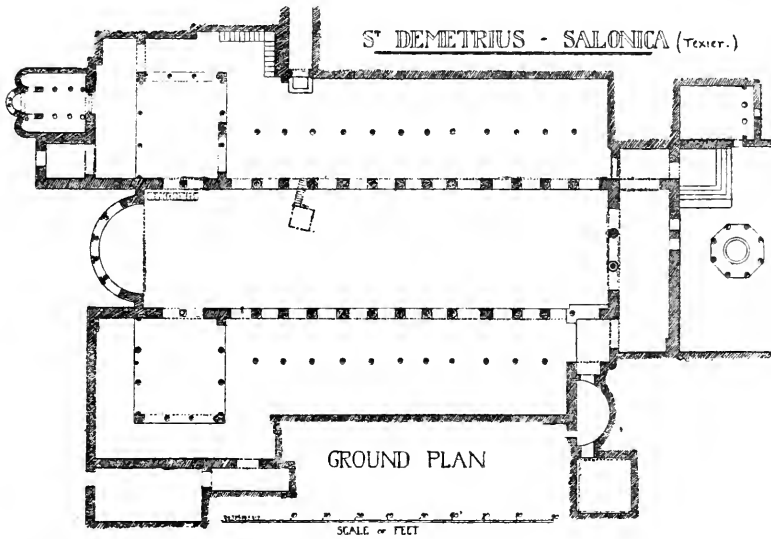 Sᵀ DEMETRIUS - SALONICA (Texier.)
GROUND PLAN
SCALE OF FEET